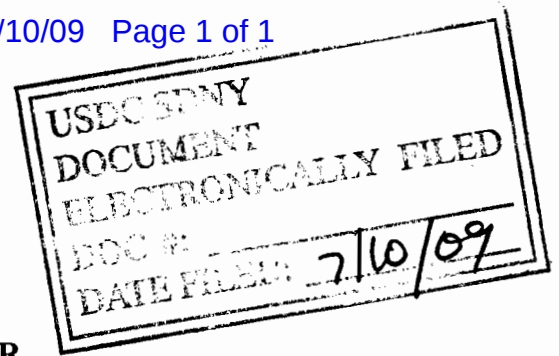 /10/09 Page 1 of 1
USDC SDNY
DOCUMENT
ELECTRONICALLY FILED
DOC #:
DATE FILED: 7/10/09
R